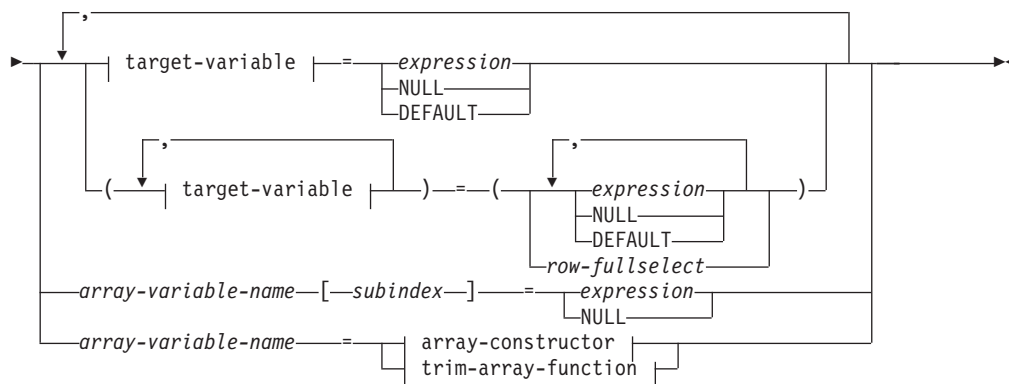 ,
target-variable = expression
NULL
DEFAULT
, ,
( target-variable ) = ( expression )
NULL
DEFAULT
row-fullselect
array-variable-name [ subindex ] = expression
NULL
array-variable-name = array-constructor
trim-array-function